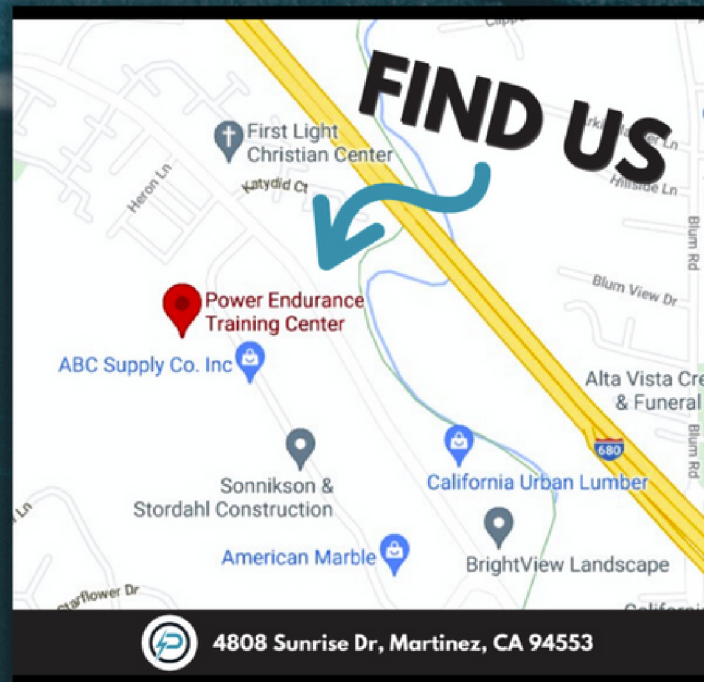 FIND US
First Light
Christian Center
Katydid Ct
Heron Ln
Hillside Ln
Blum Rd
Blum View Dr
Power Endurance
Training Center
ABC Supply Co. Inc
Alta Vista Cre
& Funeral
Blum Rd
680
California Urban Lumber
Sonnikson &
Stordahl Construction
Ln
American Marble
BrightView Landscape
Starflower Dr
4808 Sunrise Dr, Martinez, CA 94553